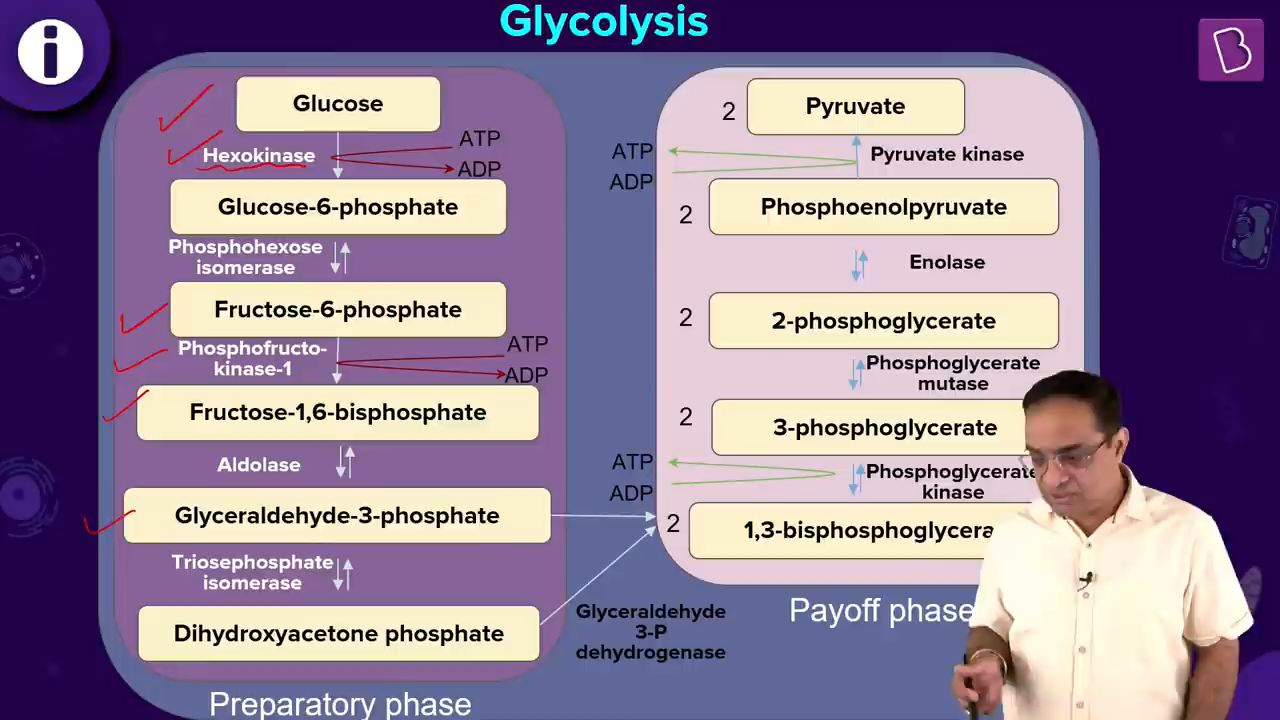 Glycolysis
i
B
Glucose
Hexokinase
ATP
ADP
Glucose-6-phosphate
Phosphohexose
isomerase
Fructose-6-phosphate
Phosphofructo-
kinase-1
ATP
ADP
Fructose-1,6-bisphosphate
Aldolase
Glyceraldehyde-3-phosphate
Triosephosphate
isomerase
Dihydroxyacetone phosphate
Preparatory phase
2
Pyruvate
ATP
ADP
Pyruvate kinase
2
Phosphoenolpyruvate
Enolase
2
2-phosphoglycerate
Phosphoglycerate
mutase
2
3-phosphoglycerate
ATP
ADP
Phosphoglycerate
kinase
2
1,3-bisphosphoglycera
Glyceraldehyde
3-P
dehydrogenase
Payoff phase